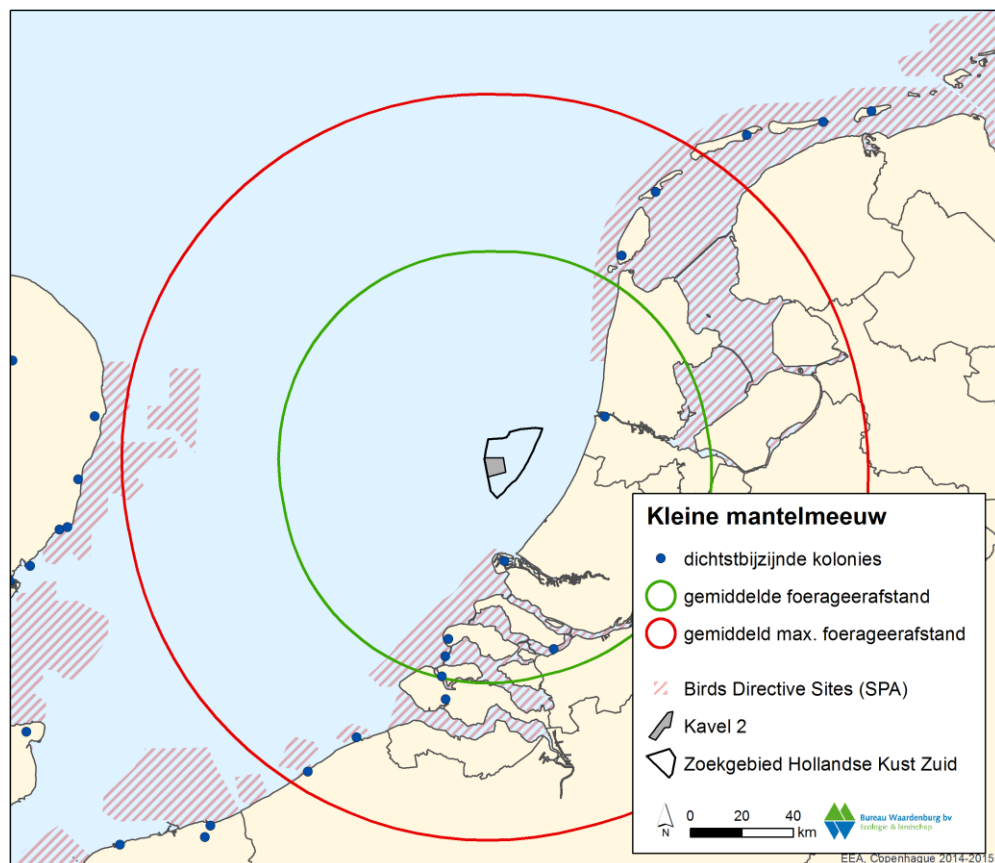 Kleine mantelmeeuw
dichtstbijzijnde kolonies
gemiddelde foerageerafstand
gemiddeld max. foerageerafstand
Birds Directive Sites (SPA)
Kavel 2
Zoekgebied Hollandse Kust Zuid
N
0 20 40
km
Bureau Waardenburg bv
Ecologie & landschap
EEA, Copenhague 2014-2015